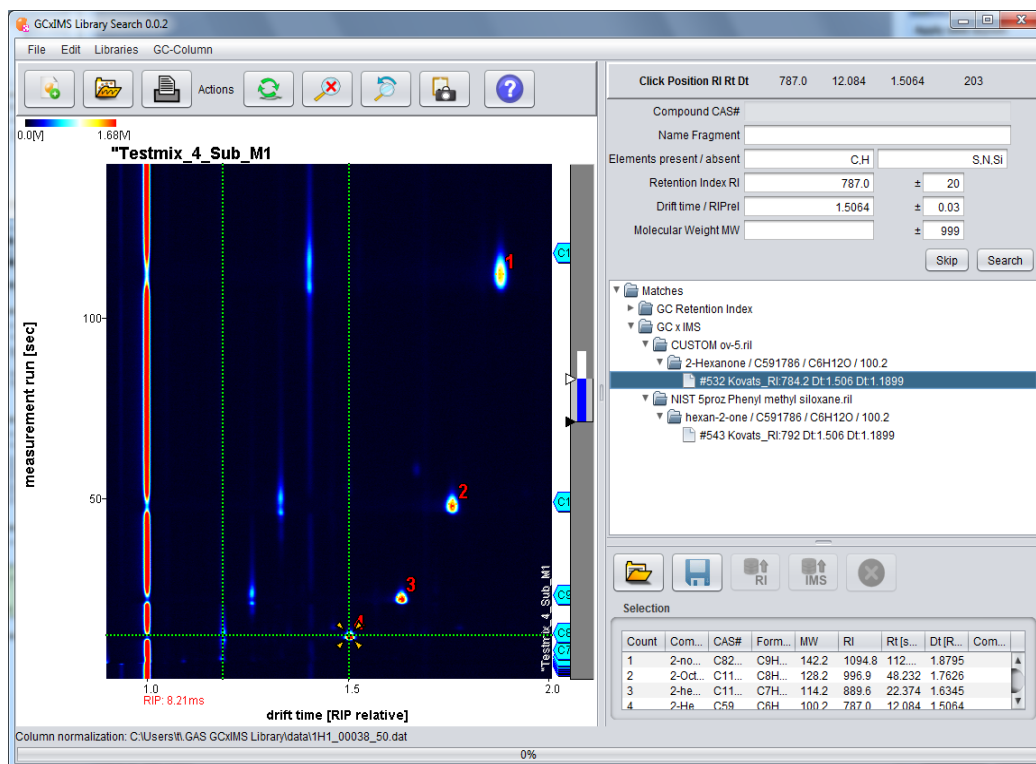 GCxIMS Library Search 0.0.2
File Edit Libraries GC-Column
Actions
0.0[V] 1.68[V]
"Testmix_4_Sub_M1
measurement run [sec]
100
50
1
2
3
4
C1
C1
C9
C8
C7
"Testmix_4_Sub_M1
1.0 1.5 2.0
RIP: 8.21ms
drift time [RIP relative]
Click Position RI Rt Dt 787.0 12.084 1.5064 203
Compound CAS#
Name Fragment
Elements present / absent C.H S.N.Si
Retention Index RI 787.0 ± 20
Drift time / RIPrel 1.5064 ± 0.03
Molecular Weight MW ± 999
Skip Search
Matches
GC Retention Index
GC x IMS
CUSTOM ov-5.ril
2-Hexanone / C591786 / C6H12O / 100.2
#532 Kovats_RI:784.2 Dt:1.506 Dt:1.1899
NIST 5proz Phenyl methyl siloxane.ril
hexan-2-one / C591786 / C6H12O / 100.2
#543 Kovats_RI:792 Dt:1.506 Dt:1.1899
RI IMS
Selection
Count Com... CAS# Form... MW RI Rt [s... Dt [R... Com...
1 2-no... C82... C9H... 142.2 1094.8 112.... 1.8795
2 2-Oct... C11... C8H... 128.2 996.9 48.232 1.7626
3 2-he... C11... C7H... 114.2 889.6 22.374 1.6345
4 2-He C59 C6H 100.2 787.0 12.084 1.5064
Column normalization: C:\Users\fl\.GAS GCxIMS Library\data\1H1_00038_50.dat
0%